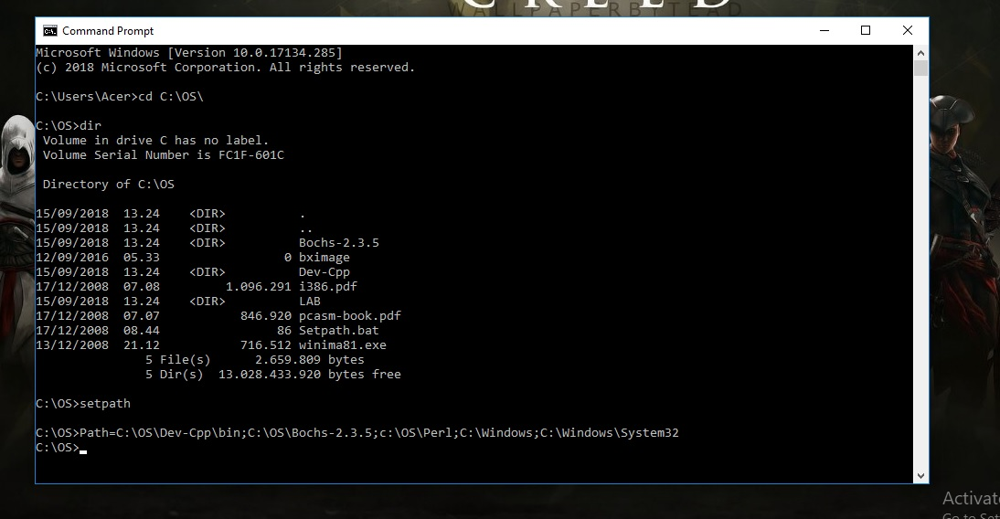 CREED
WALLPAPERBYTEAD
Command Prompt
Microsoft Windows [Version 10.0.17134.285]
(c) 2018 Microsoft Corporation. All rights reserved.
C:\Users\Acer>cd C:\OS\
C:\OS>dir
Volume in drive C has no label.
Volume Serial Number is FC1F-601C
Directory of C:\OS
15/09/2018 13.24 <DIR> .
15/09/2018 13.24 <DIR> ..
15/09/2018 13.24 <DIR> Bochs-2.3.5
12/09/2016 05.33 0 bximage
15/09/2018 13.24 <DIR> Dev-Cpp
17/12/2008 07.08 1.096.291 i386.pdf
15/09/2018 13.24 <DIR> LAB
17/12/2008 07.07 846.920 pcasm-book.pdf
17/12/2008 08.44 86 Setpath.bat
13/12/2008 21.12 716.512 winima81.exe
5 File(s) 2.659.809 bytes
5 Dir(s) 13.028.433.920 bytes free
C:\OS>setpath
C:\OS>Path=C:\OS\Dev-Cpp\bin;C:\OS\Bochs-2.3.5;c:\OS\Perl;C:\Windows;C:\Windows\System32
C:\OS>
Activat